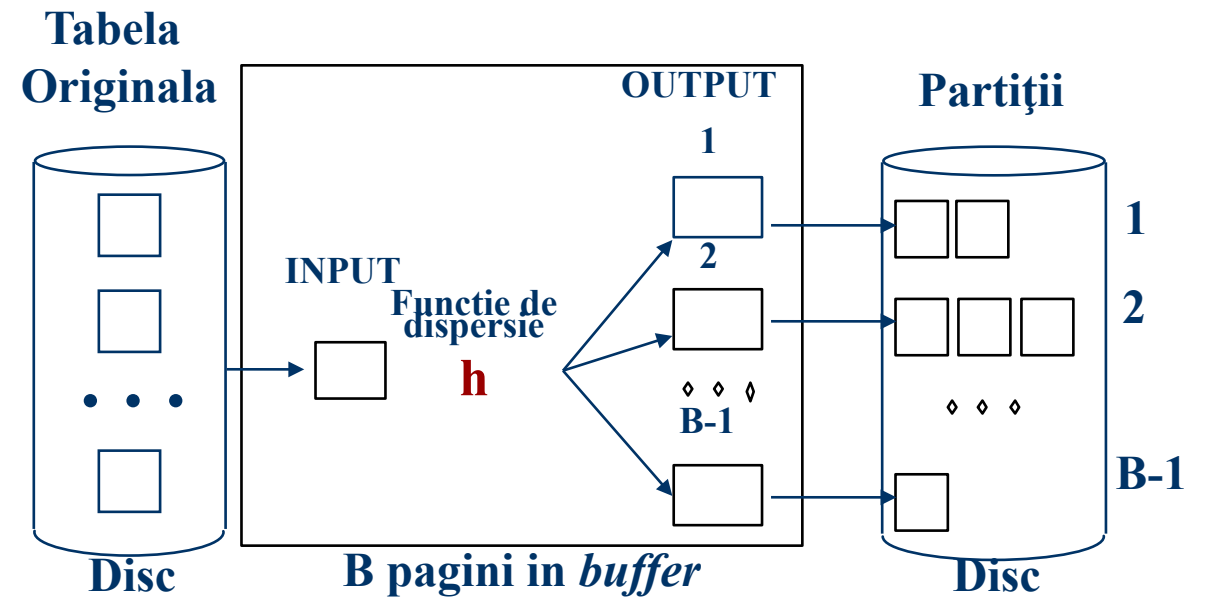 Tabela
Originala
Disc
INPUT
Functie de
dispersie
h
OUTPUT
1
2
B-1
B pagini in buffer
Partiţii
1
2
B-1
Disc